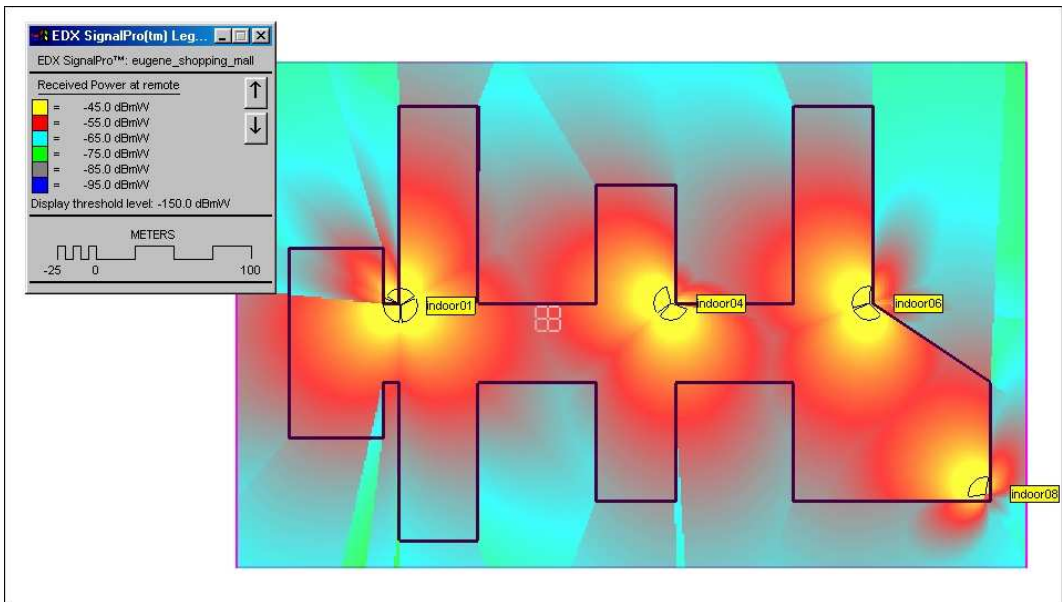 EDX SignalPro(tm) Leg...
EDX SignalPro™: eugene_shopping_mall
Received Power at remote
= -45.0 dBmW
= -55.0 dBmW
= -65.0 dBmW
= -75.0 dBmW
= -85.0 dBmW
= -95.0 dBmW
Display threshold level: -150.0 dBmW
METERS
-25 0 100
indoor01
indoor04
indoor06
indoor08